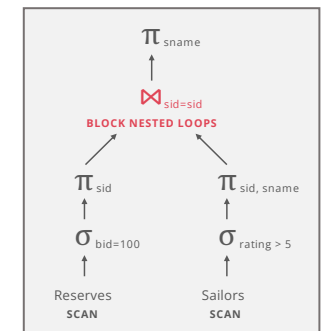 π sname
⋈ sid=sid
BLOCK NESTED LOOPS
π sid
π sid, sname
σ bid=100
σ rating > 5
Reserves
Sailors
SCAN
SCAN